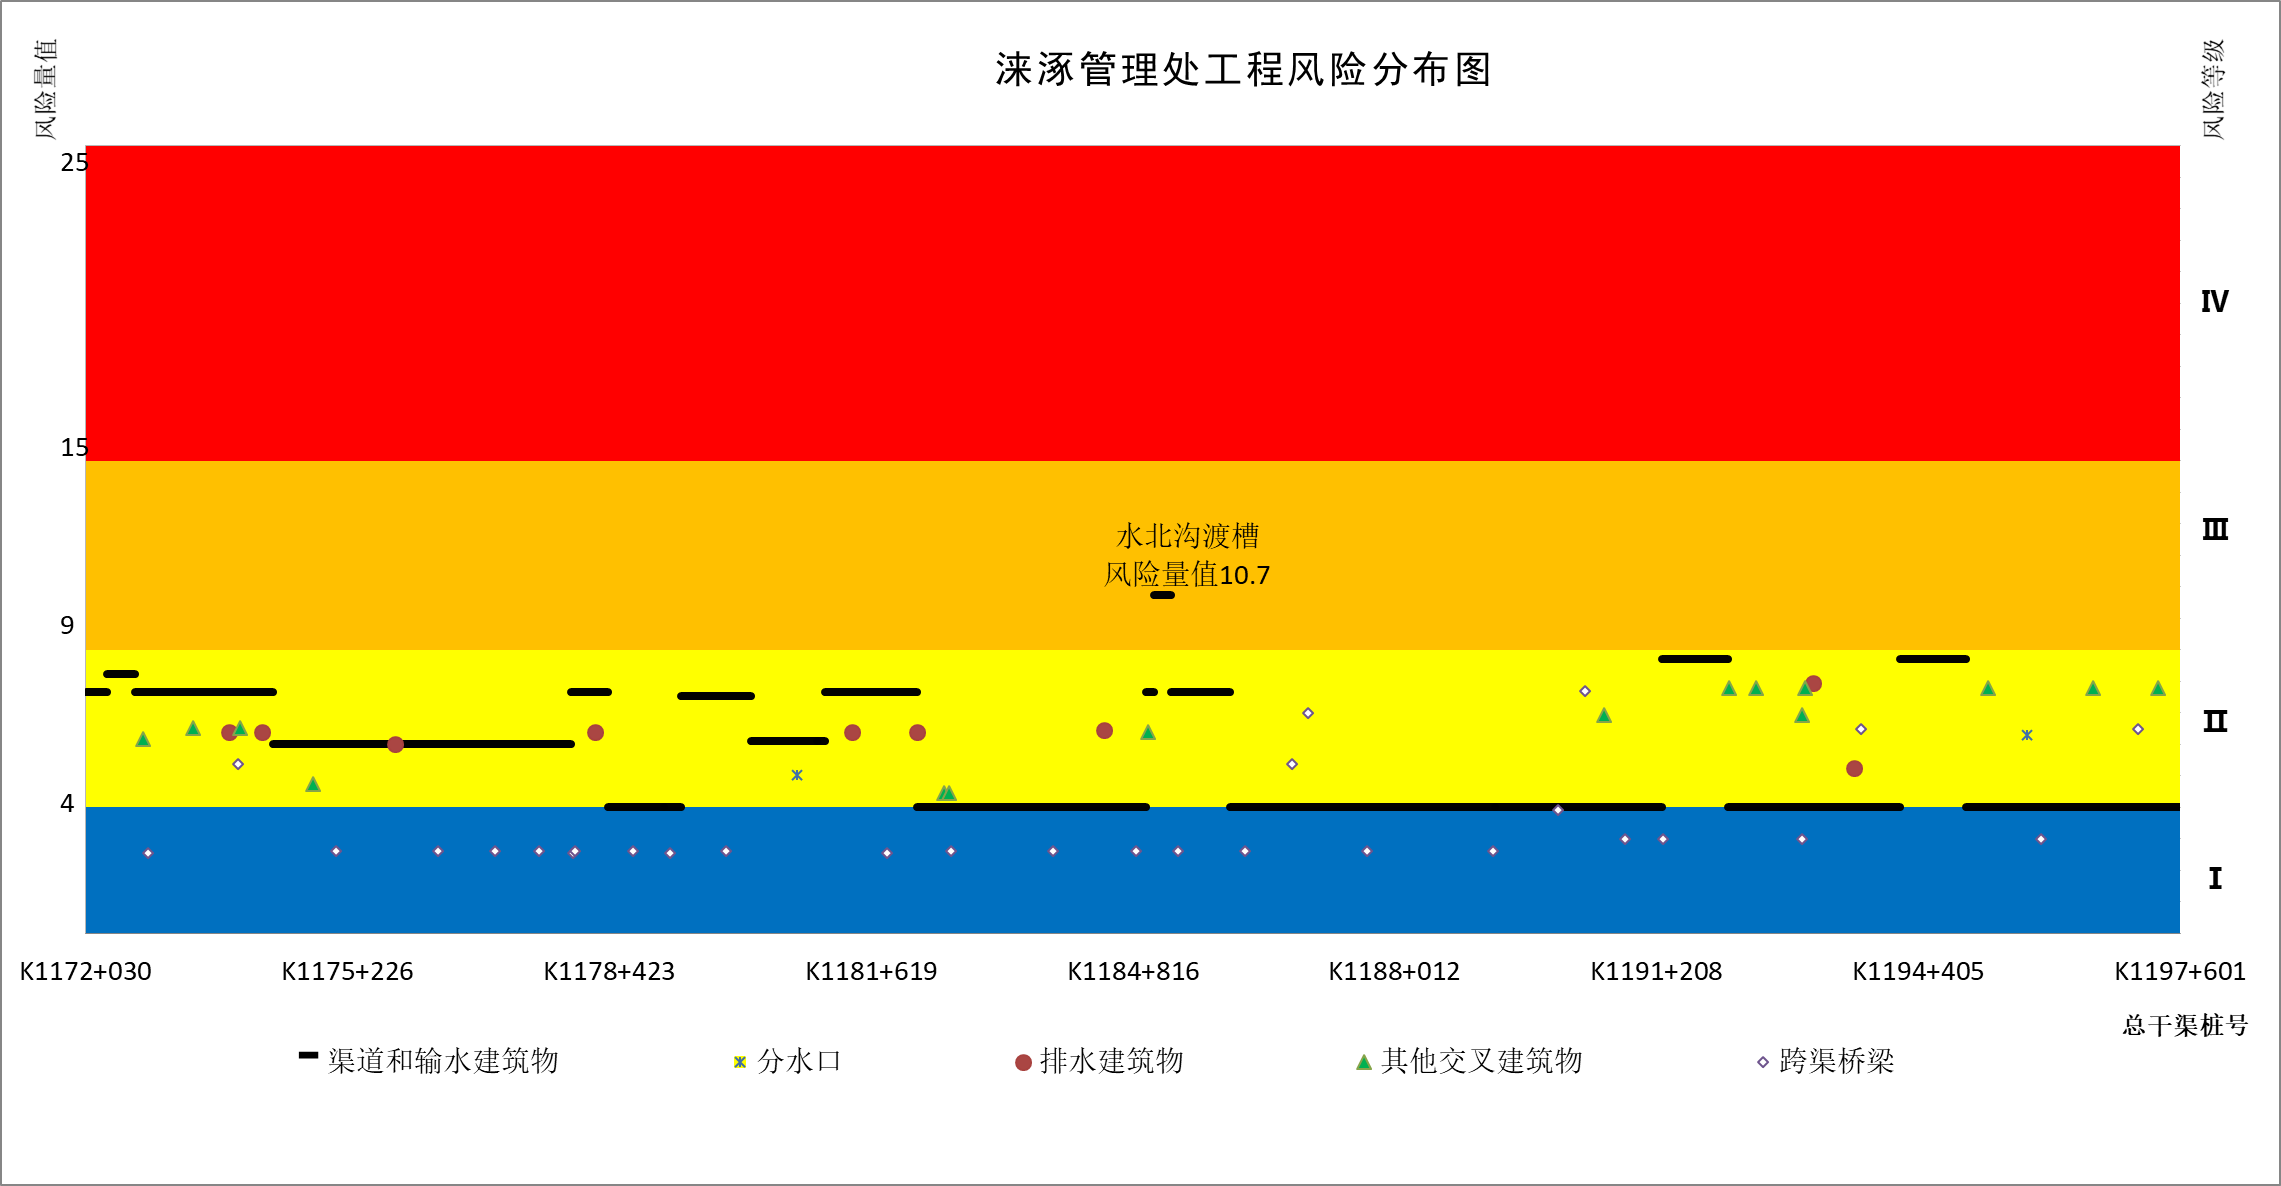 涞涿管理处工程风险分布图
风险量值
风险等级
25
15
9
4
IV
III
II
I
水北沟渡槽
风险量值10.7
K1172+030 K1175+226 K1178+423 K1181+619 K1184+816 K1188+012 K1191+208 K1194+405 K1197+601
总干渠桩号
渠道和输水建筑物 分水口 排水建筑物 其他交叉建筑物 跨渠桥梁